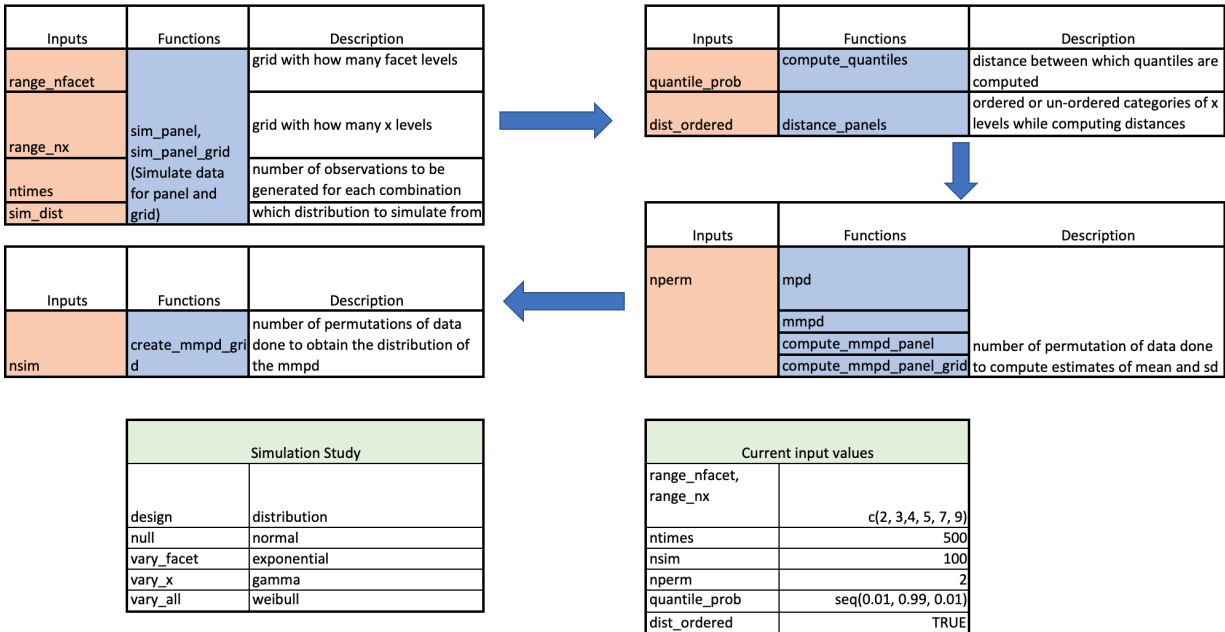 Inputs Functions Description
range_nfacet
grid with how many facet levels
range_nx
grid with how many x levels
sim_panel,
sim_panel_grid
(Simulate data
for panel and
grid)
ntimes
number of observations to be
generated for each combination
sim_dist
which distribution to simulate from
Inputs Functions Description
quantile_prob
compute_quantiles
distance between which quantiles are
computed
dist_ordered
distance_panels
ordered or un-ordered categories of x
levels while computing distances
Inputs Functions Description
nperm
mpd
mmpd
compute_mmpd_panel
compute_mmpd_panel_grid
number of permutation of data done
to compute estimates of mean and sd
Inputs Functions Description
nsim
create_mmpd_gri
d
number of permutations of data
done to obtain the distribution of
the mmpd
Simulation Study
design distribution
null normal
vary_facet exponential
vary_x gamma
vary_all weibull
Current input values
range_nfacet,
range_nx
c(2, 3,4, 5, 7, 9)
ntimes 500
nsim 100
nperm 2
quantile_prob seq(0.01, 0.99, 0.01)
dist_ordered TRUE